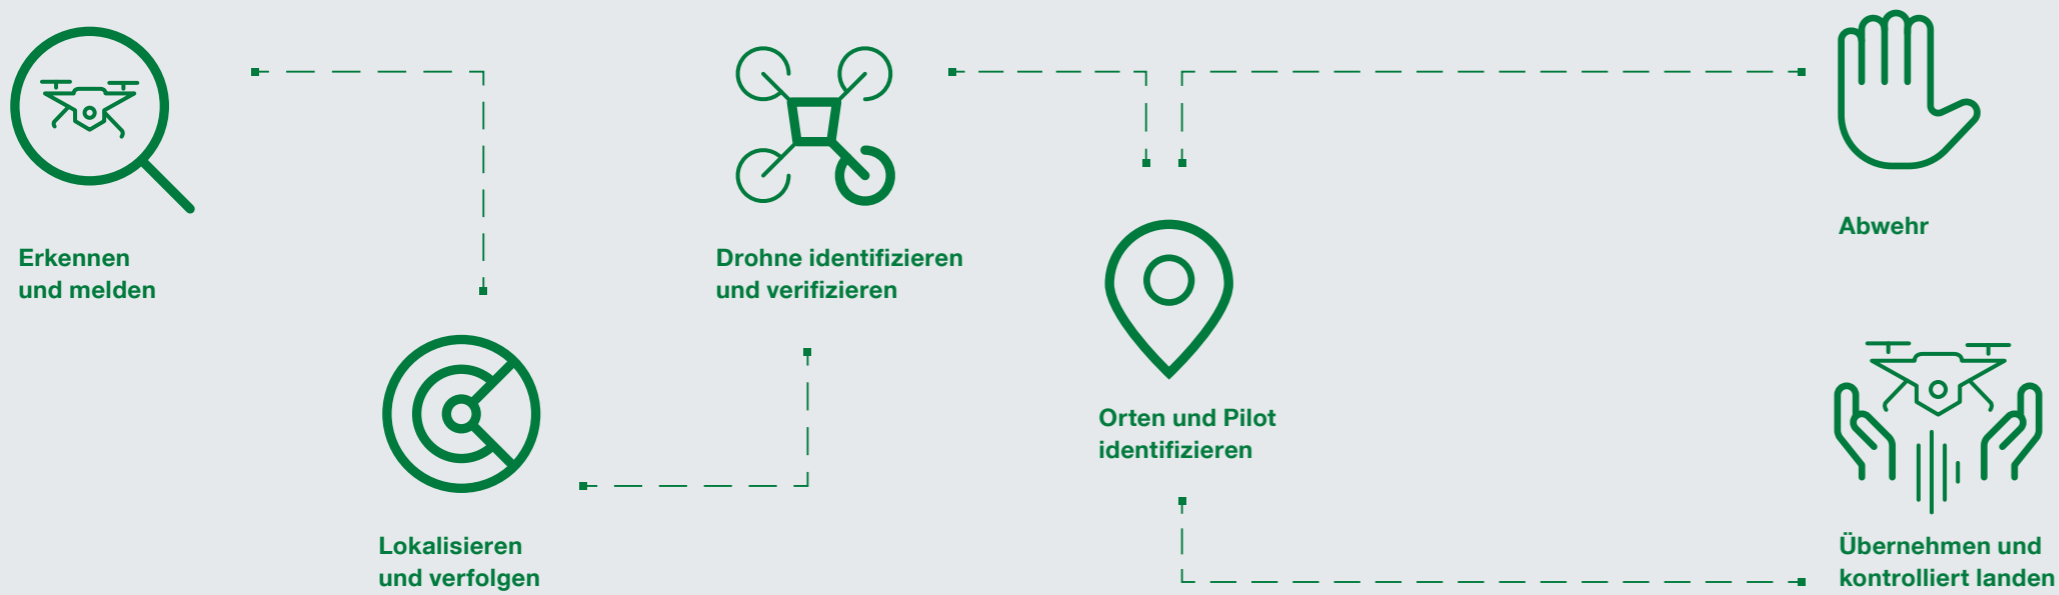 Erkennen
und melden
Lokalisieren
und verfolgen
Drohne identifizieren
und verifizieren
Orten und Pilot
identifizieren
Abwehr
Übernehmen und
kontrolliert landen